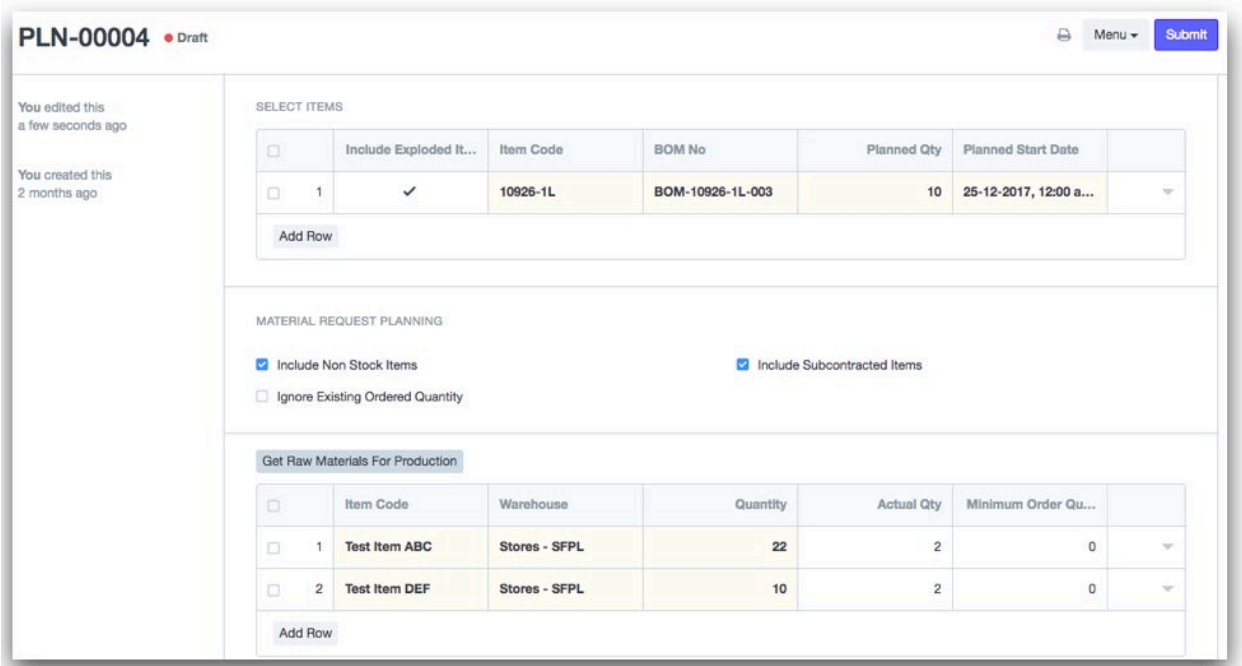 PLN-00004 Draft Menu Submit
You edited this
a few seconds ago
You created this
2 months ago
SELECT ITEMS
Include Exploded It... Item Code BOM No Planned Qty Planned Start Date
1 10926-1L BOM-10926-1L-003 10 25-12-2017, 12:00 a...
Add Row
MATERIAL REQUEST PLANNING
Include Non Stock Items Include Subcontracted Items
Ignore Existing Ordered Quantity
Get Raw Materials For Production
Item Code Warehouse Quantity Actual Qty Minimum Order Qu...
1 Test Item ABC Stores - SFPL 22 2 0
2 Test Item DEF Stores - SFPL 10 2 0
Add Row